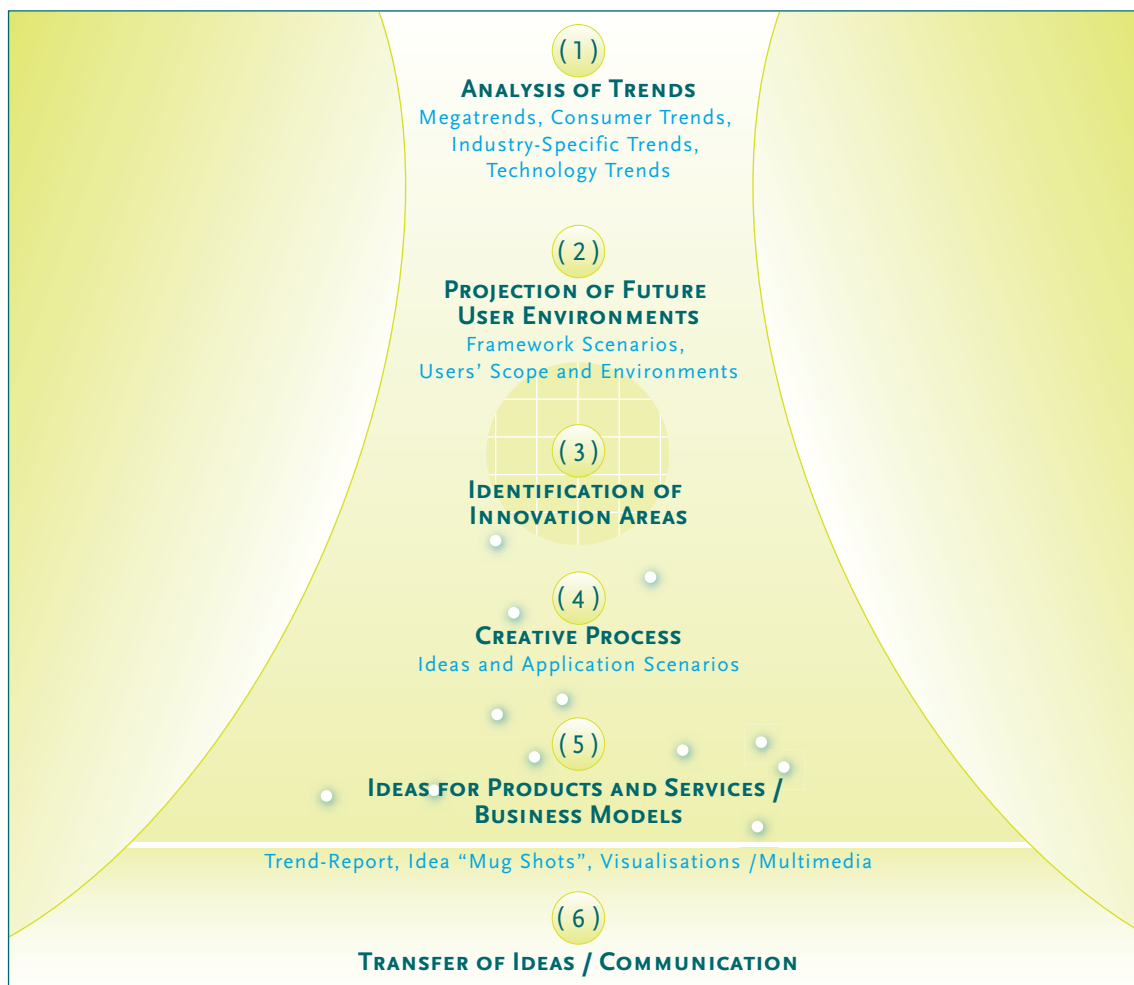 (1)
ANALYSIS OF TRENDS
Megatrends, Consumer Trends,
Industry-Specific Trends,
Technology Trends
(2)
PROJECTION OF FUTURE
USER ENVIRONMENTS
Framework Scenarios,
Users’ Scope and Environments
(3)
IDENTIFICATION OF
INNOVATION AREAS
(4)
CREATIVE PROCESS
Ideas and Application Scenarios
(5)
IDEAS FOR PRODUCTS AND SERVICES /
BUSINESS MODELS
Trend-Report, Idea “Mug Shots”, Visualisations /Multimedia
(6)
TRANSFER OF IDEAS / COMMUNICATION